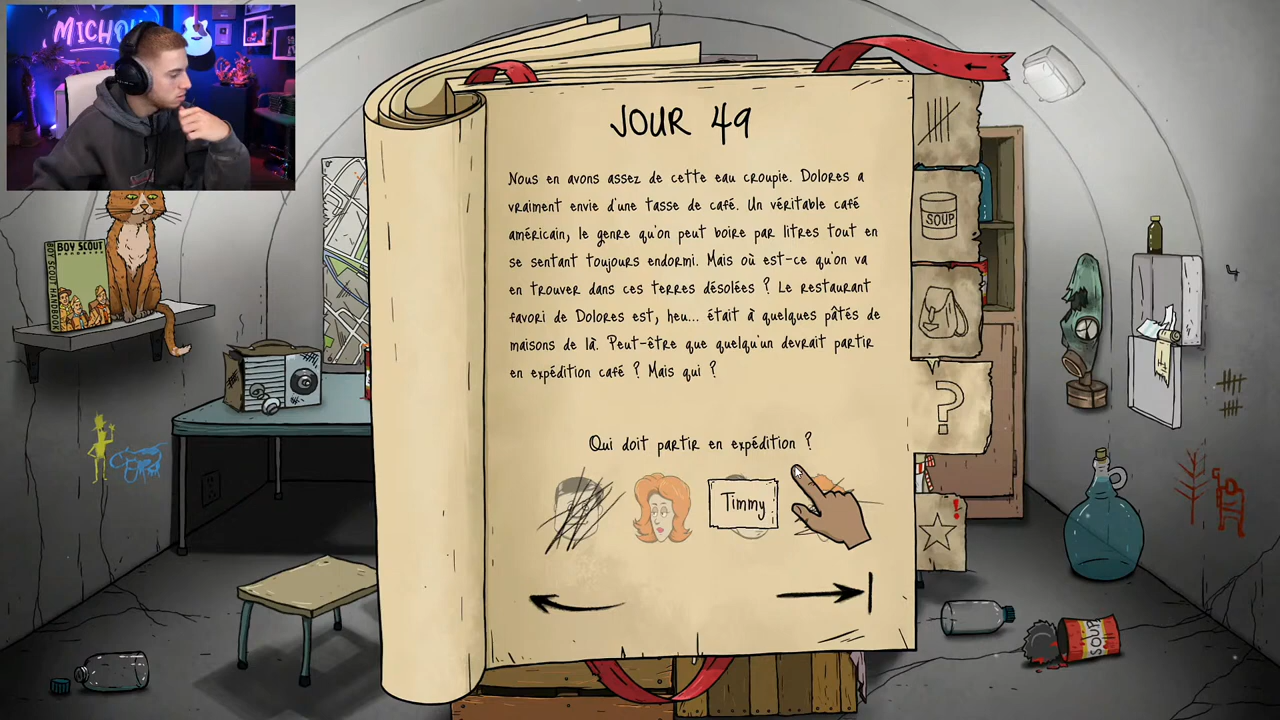 MICHOU
JOUR 49
Nous en avons assez de cette eau croupie. Dolores a
vraiment envie d'une tasse de café. Un véritable café
américain, le genre qu'on peut boire par litres tout en
se sentant toujours endormi. Mais où est-ce qu'on va
en trouver dans ces terres désolées ? Le restaurant
favori de Dolores est, heu... était à quelques pâtés de
maisons de là. Peut-être que quelqu'un devrait partir
en expédition café ? Mais qui ?
Qui doit partir en expédition ?
Timmy
SOUP
?
!
BOY SCOUT
HANDBOOK
BOY SCOUT
SOUP